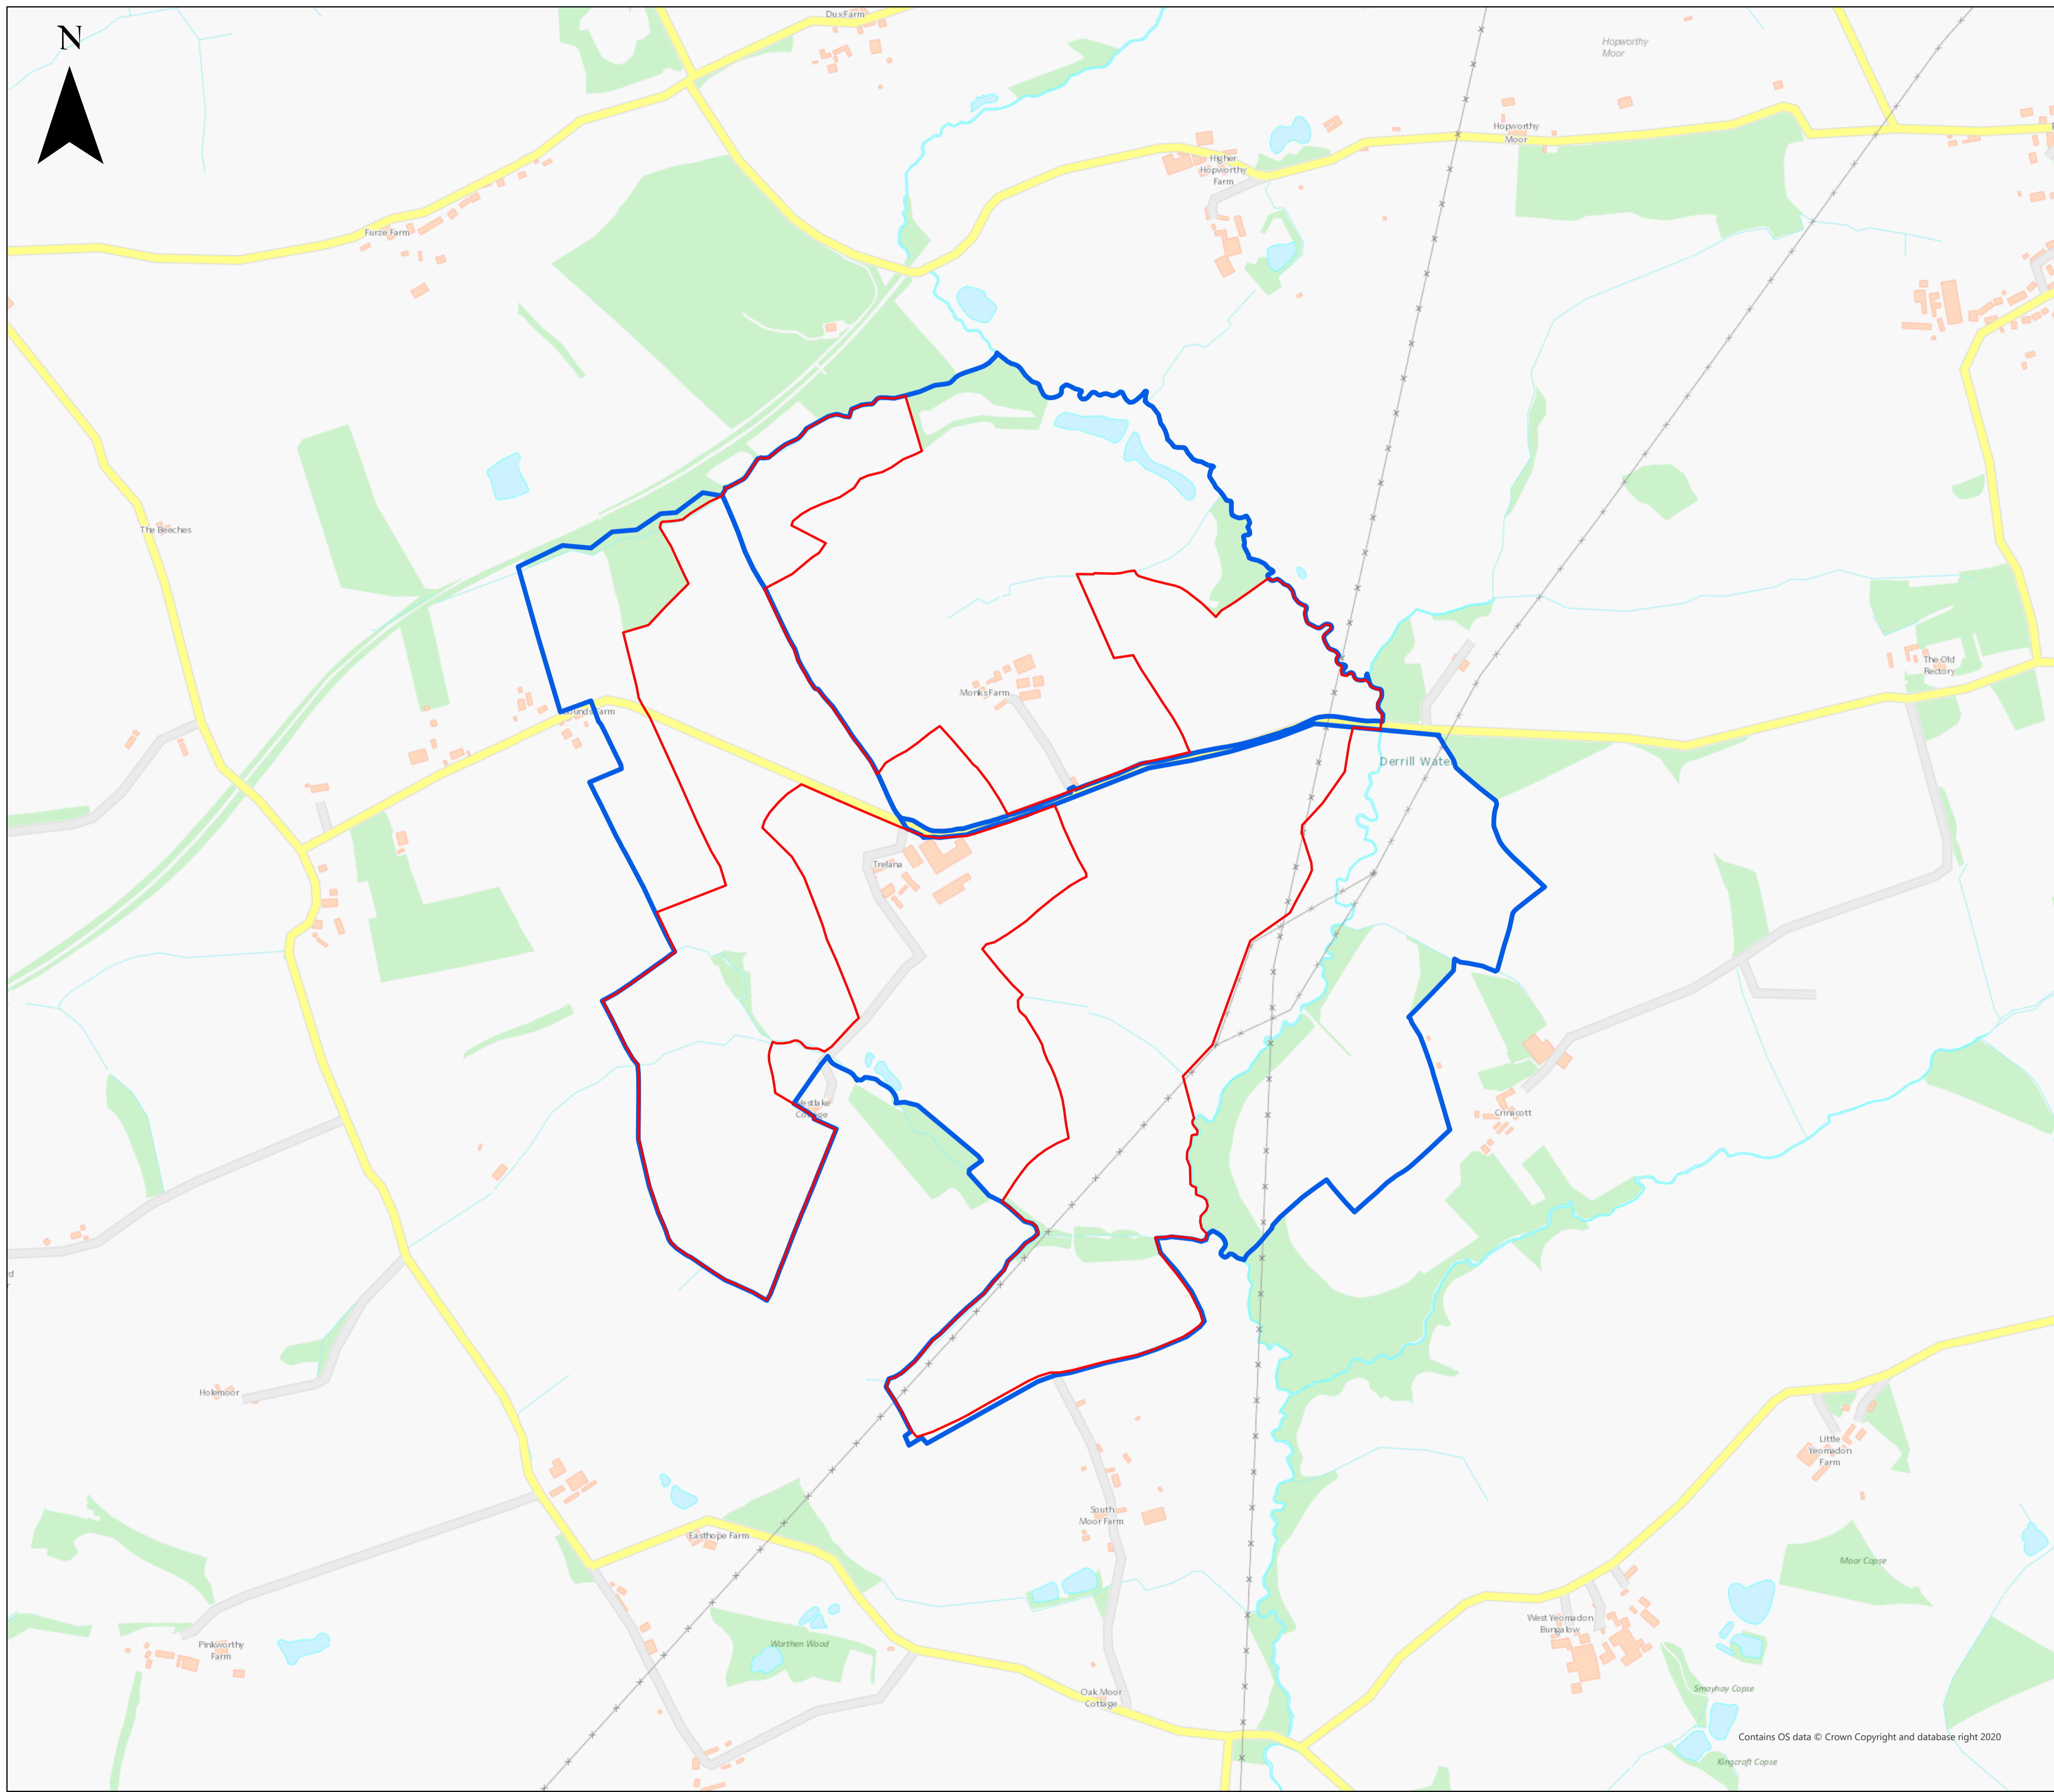 N
Dux Farm
Hopworthy
Moor
Hopworthy
Moor
Higher
Hopworthy
Farm
Furze Farm
The Beeches
The Old
Rectory
Monks Farm
Derrill Water
Trelana
Crinacott
Cottage
Holemoor
Little
Yeomadon
Farm
South
Moor Farm
Easthope Farm
Moor Copse
West Yeomadon
Bungalow
Worthen Wood
Pinkworthy
Farm
Smayhay Copse
Oak Moor
Cottage
Contains OS data © Crown Copyright and database right 2020
Kingcroft Copse